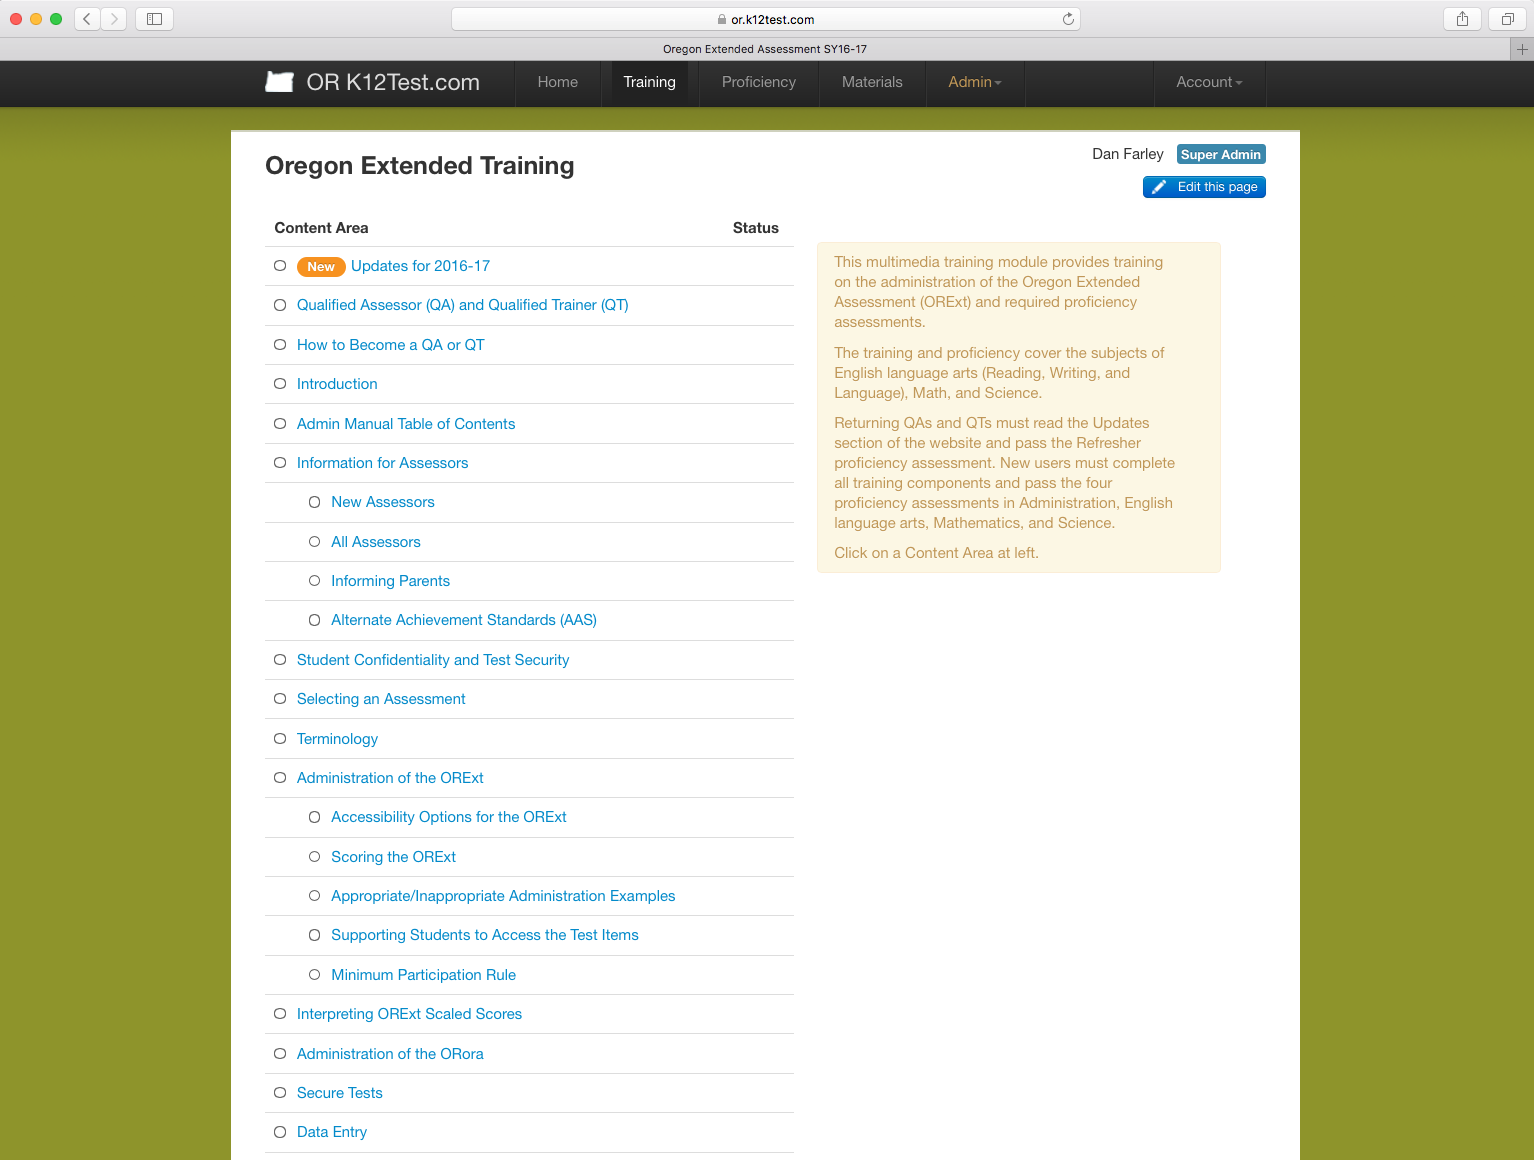 or.k12test.com
Oregon Extended Assessment SY16-17
OR K12Test.com Home Training Proficiency Materials Admin Account
Oregon Extended Training
Dan Farley Super Admin
Edit this page
Content Area Status
New Updates for 2016-17
Qualified Assessor (QA) and Qualified Trainer (QT)
How to Become a QA or QT
Introduction
Admin Manual Table of Contents
Information for Assessors
New Assessors
All Assessors
Informing Parents
Alternate Achievement Standards (AAS)
Student Confidentiality and Test Security
Selecting an Assessment
Terminology
Administration of the ORExt
Accessibility Options for the ORExt
Scoring the ORExt
Appropriate/Inappropriate Administration Examples
Supporting Students to Access the Test Items
Minimum Participation Rule
Interpreting ORExt Scaled Scores
Administration of the ORora
Secure Tests
Data Entry
This multimedia training module provides training
on the administration of the Oregon Extended
Assessment (ORExt) and required proficiency
assessments.
The training and proficiency cover the subjects of
English language arts (Reading, Writing, and
Language), Math, and Science.
Returning QAs and QTs must read the Updates
section of the website and pass the Refresher
proficiency assessment. New users must complete
all training components and pass the four
proficiency assessments in Administration, English
language arts, Mathematics, and Science.
Click on a Content Area at left.